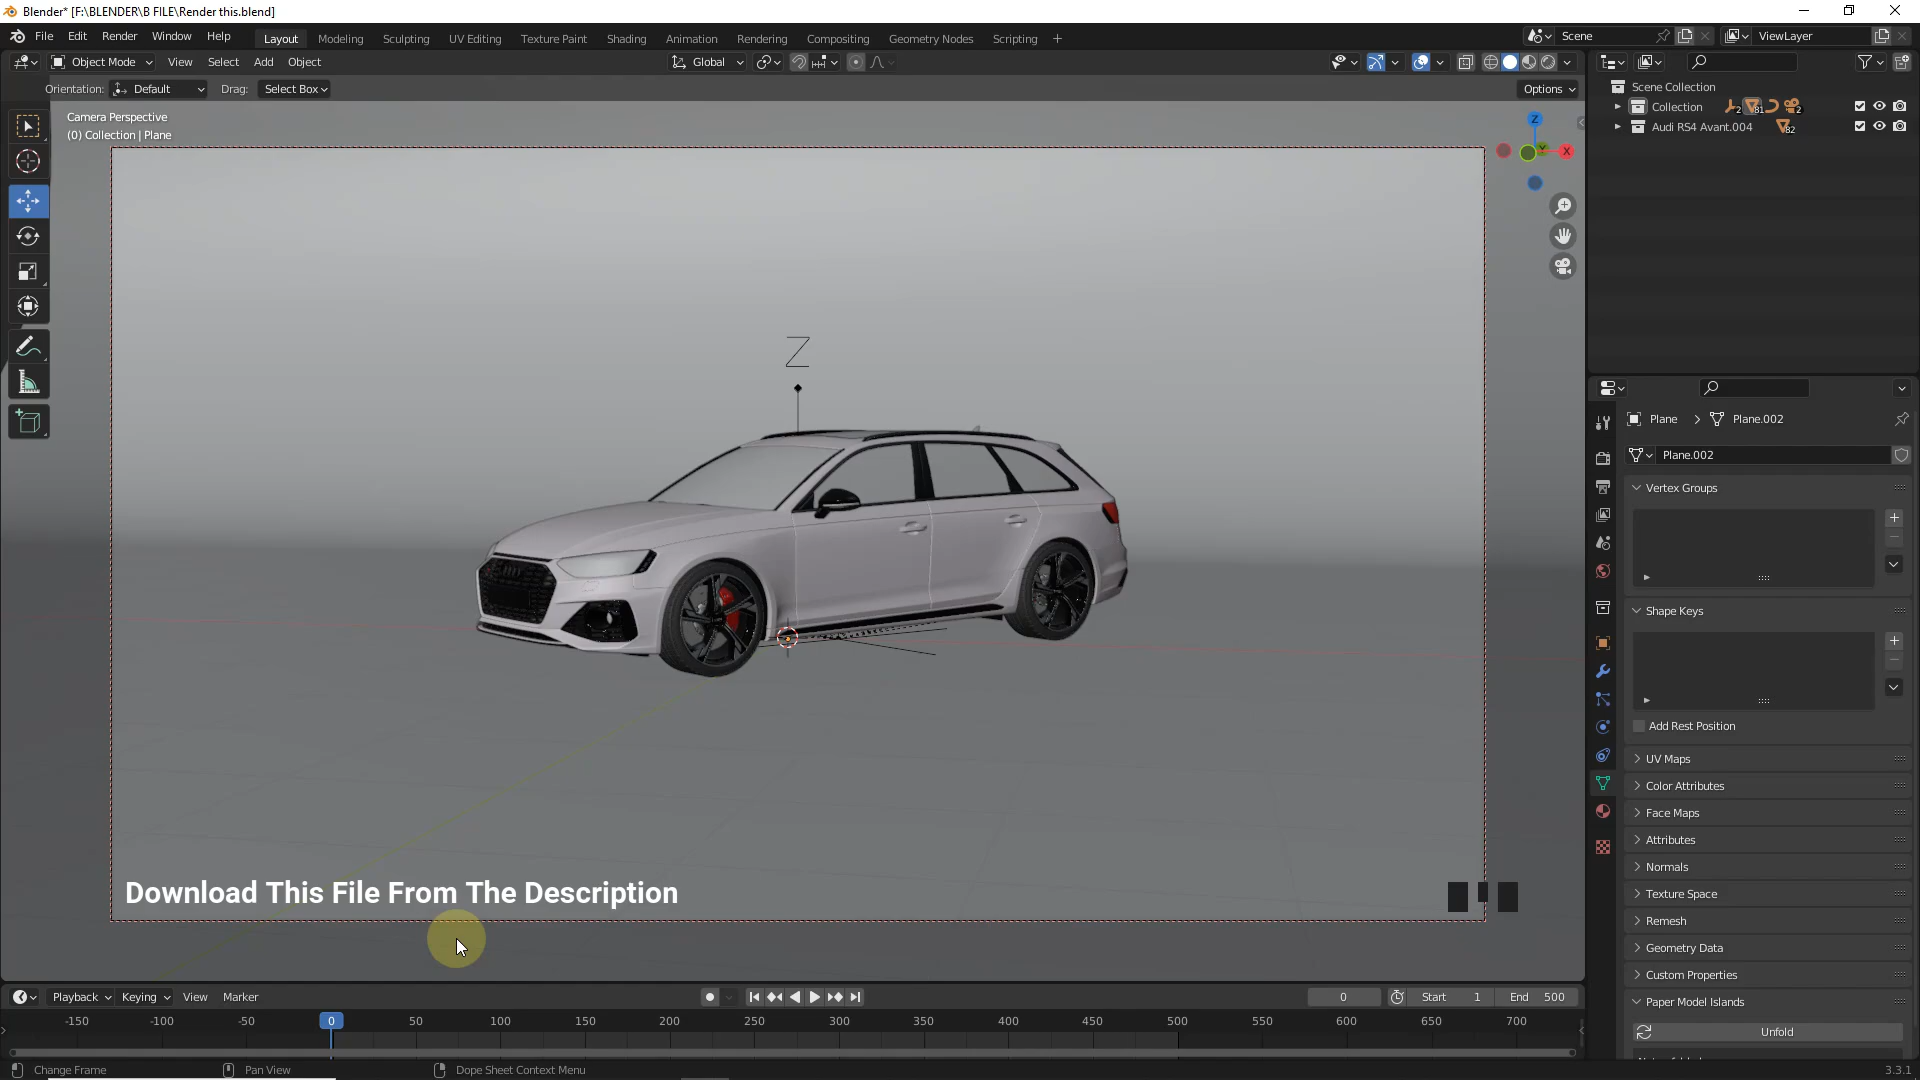 Blender* [F:\BLENDER\B FILE\Render this.blend]
File Edit Render Window Help Layout Modeling Sculpting UV Editing Texture Paint Shading Animation Rendering Compositing Geometry Nodes Scripting + Scene ViewLayer
Object Mode View Select Add Object Global
Orientation: Default Drag: Select Box Options
Camera Perspective
(0) Collection | Plane
Z
X
Y
Z
Scene Collection
Collection 2 81 2
Audi RS4 Avant.004 82
Plane > Plane.002
Plane.002
Vertex Groups
Shape Keys
Add Rest Position
UV Maps
Color Attributes
Face Maps
Attributes
Normals
Texture Space
Remesh
Geometry Data
Custom Properties
Paper Model Islands
Unfold
Download This File From The Description
Playback Keying View Marker 0 Start 1 End 500
-150 -100 -50 0 50 100 150 200 250 300 350 400 450 500 550 600 650 700
Change Frame Pan View Dope Sheet Context Menu 3.3.1